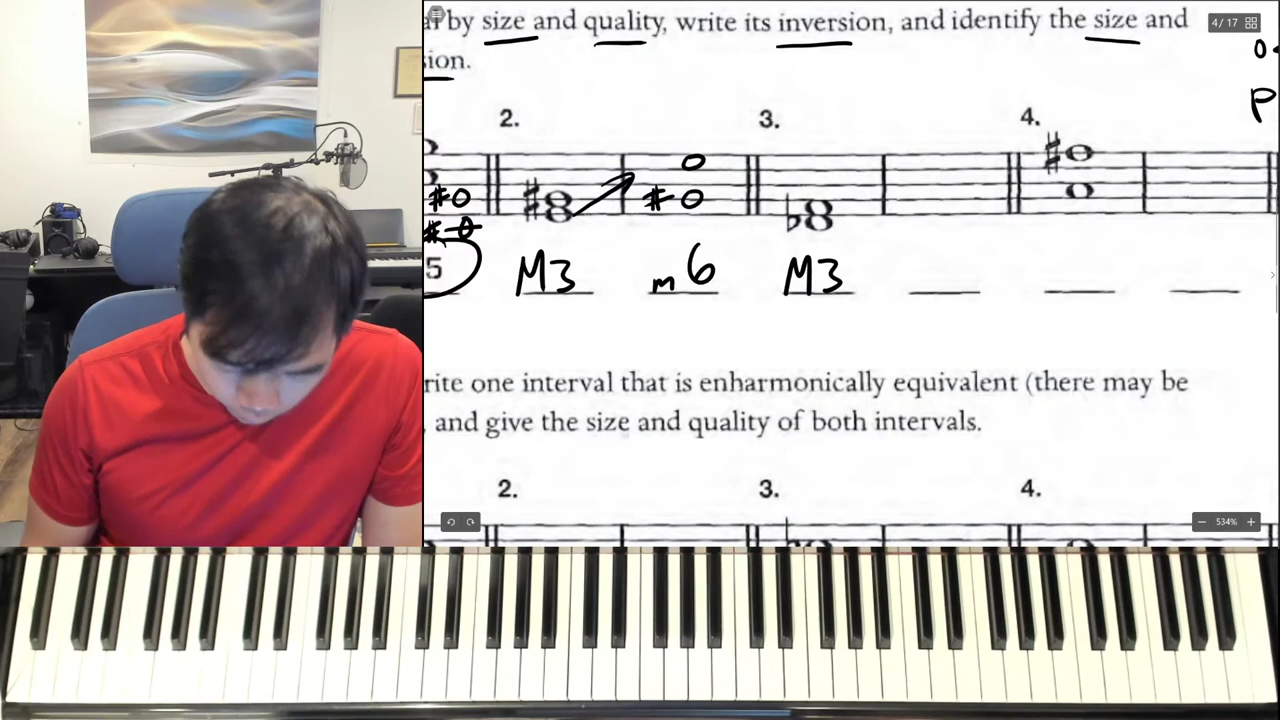 by size and quality, write its inversion, and identify the size and
4/ 17
sion.
P
2.
3.
4.
5
M3
m6
M3
rite one interval that is enharmonically equivalent (there may be
, and give the size and quality of both intervals.
2.
3.
4.
534%